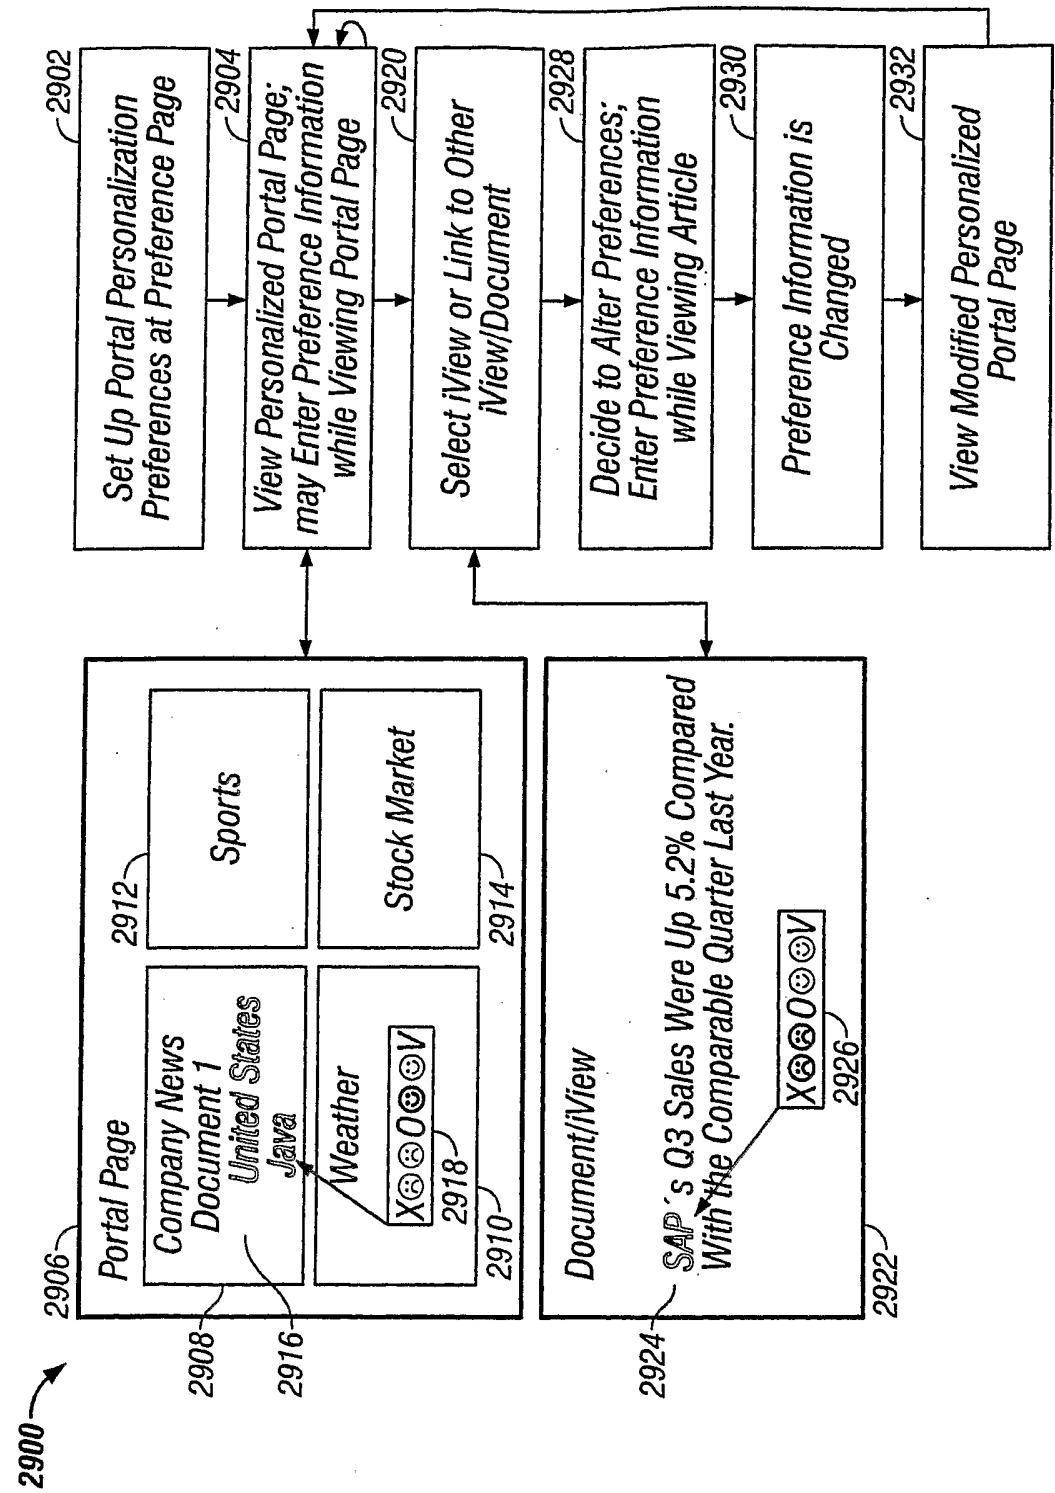 2900
2906
Portal Page
2908
Company News
Document 1
United States
Java
2916
2912
Sports
Weather
X☹☹O☺☺V
2918
2910
Stock Market
2914
Document/iView
2924
SAP´s Q3 Sales Were Up 5.2% Compared
With the Comparable Quarter Last Year.
X☹☹O☺☺V
2926
2922
2902
Set Up Portal Personalization
Preferences at Preference Page
2904
View Personalized Portal Page;
may Enter Preference Information
while Viewing Portal Page
2920
Select iView or Link to Other
iView/Document
2928
Decide to Alter Preferences;
Enter Preference Information
while Viewing Article
2930
Preference Information is
Changed
2932
View Modified Personalized
Portal Page